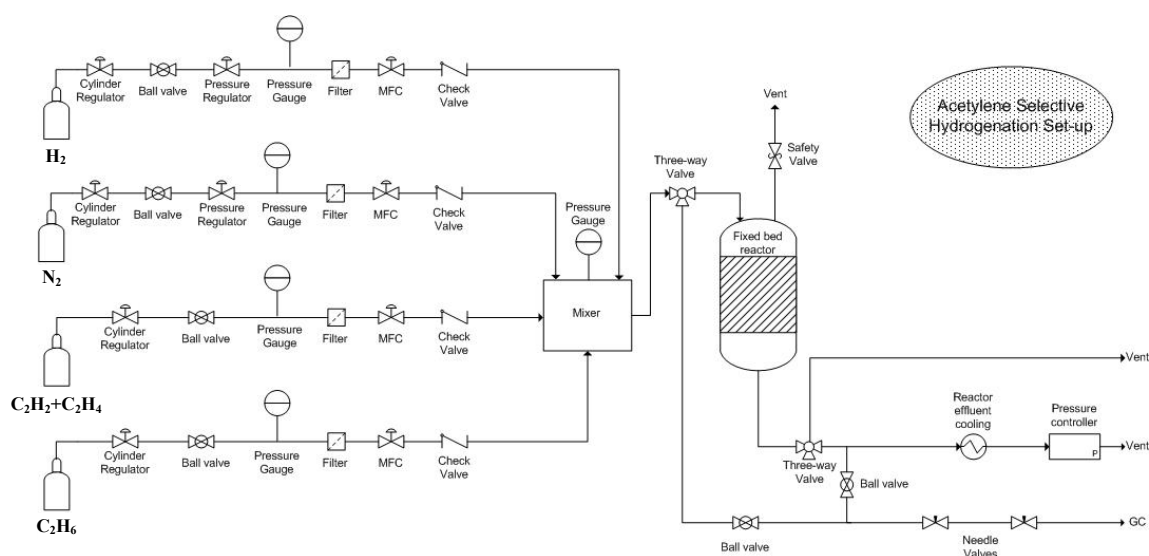 Acetylene Selective
Hydrogenation Set-up
Cylinder
Regulator
Ball valve
Pressure
Regulator
Pressure
Gauge
Filter
MFC
Check
Valve
H₂
Cylinder
Regulator
Ball valve
Pressure
Regulator
Pressure
Gauge
Filter
MFC
Check
Valve
N₂
Cylinder
Regulator
Ball valve
Pressure
Gauge
Filter
MFC
Check
Valve
C₂H₂+C₂H₄
Cylinder
Regulator
Ball valve
Pressure
Gauge
Filter
MFC
Check
Valve
C₂H₆
Pressure
Gauge
Mixer
Three-way
Valve
Vent
Safety
Valve
Fixed bed
reactor
Vent
Reactor
effluent
cooling
Pressure
controller
P
Vent
Three-way
Valve
Ball valve
Ball valve
Needle
Valves
GC